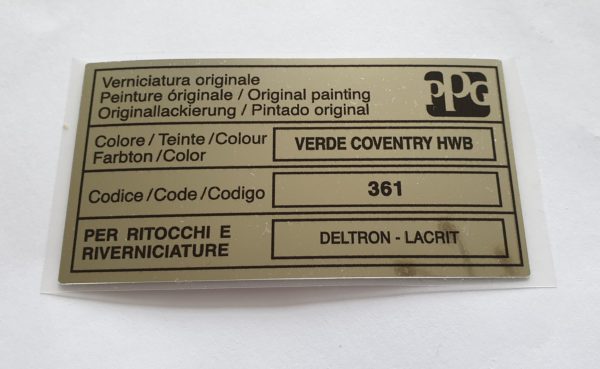 Verniciatura originale
Peinture óriginale / Original painting
Originallackierung / Pintado original
PPG
Colore / Teinte / Colour
Farbton / Color
VERDE COVENTRY HWB
Codice / Code / Codigo
361
PER RITOCCHI E
RIVERNICIATURE
DELTRON - LACRIT